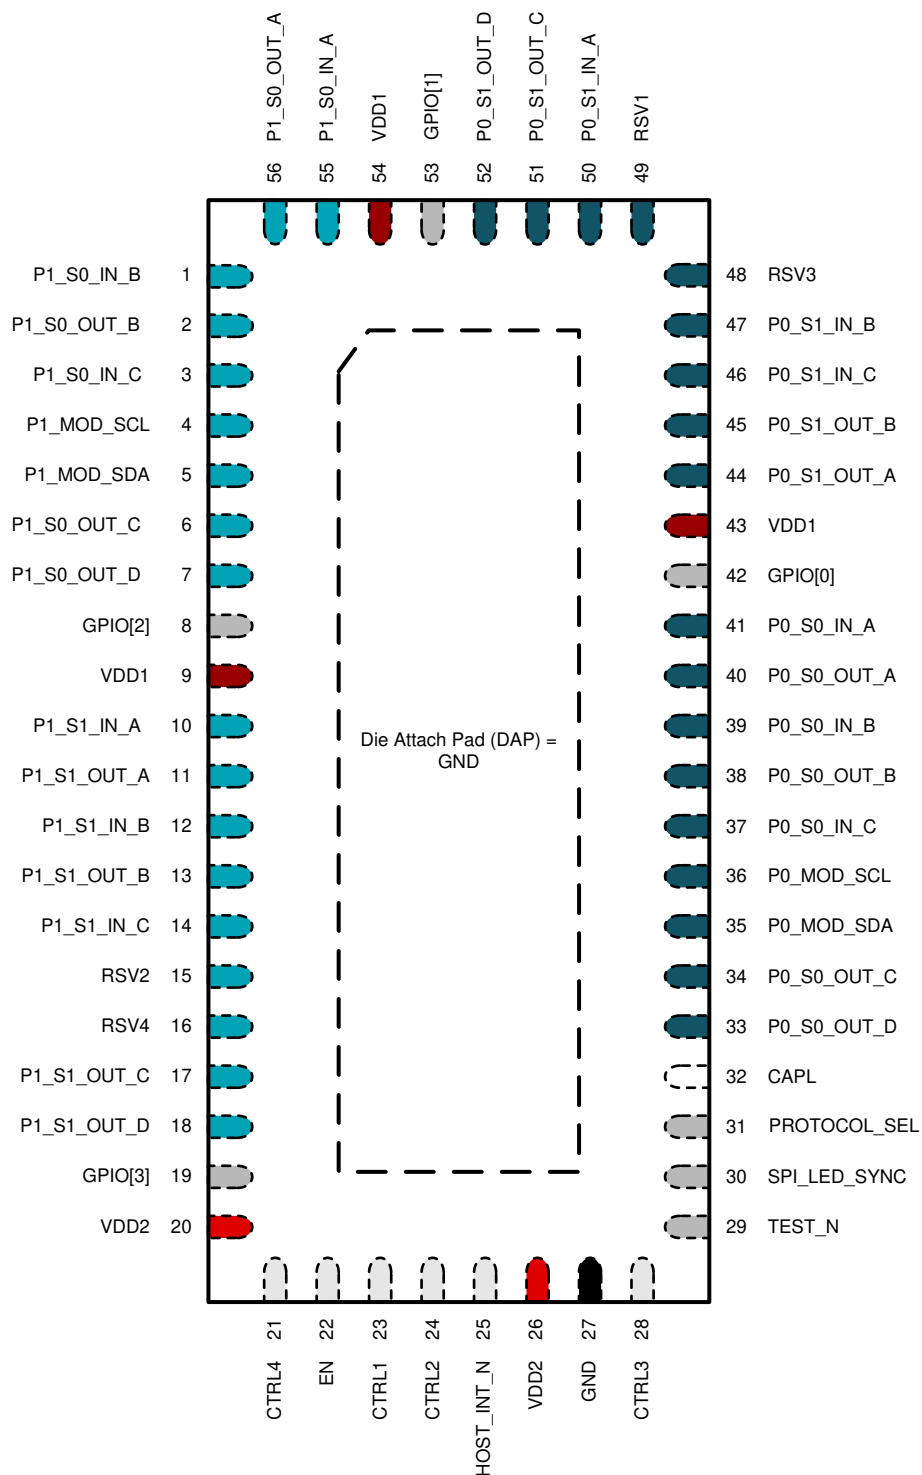 P1_S0_OUT_A
P1_S0_IN_A
VDD1
GPIO[1]
P0_S1_OUT_D
P0_S1_OUT_C
P0_S1_IN_A
RSV1
56
55
54
53
52
51
50
49
P1_S0_IN_B 1
P1_S0_OUT_B 2
P1_S0_IN_C 3
P1_MOD_SCL 4
P1_MOD_SDA 5
P1_S0_OUT_C 6
P1_S0_OUT_D 7
GPIO[2] 8
VDD1 9
P1_S1_IN_A 10
P1_S1_OUT_A 11
P1_S1_IN_B 12
P1_S1_OUT_B 13
P1_S1_IN_C 14
RSV2 15
RSV4 16
P1_S1_OUT_C 17
P1_S1_OUT_D 18
GPIO[3] 19
VDD2 20
Die Attach Pad (DAP) =
GND
48 RSV3
47 P0_S1_IN_B
46 P0_S1_IN_C
45 P0_S1_OUT_B
44 P0_S1_OUT_A
43 VDD1
42 GPIO[0]
41 P0_S0_IN_A
40 P0_S0_OUT_A
39 P0_S0_IN_B
38 P0_S0_OUT_B
37 P0_S0_IN_C
36 P0_MOD_SCL
35 P0_MOD_SDA
34 P0_S0_OUT_C
33 P0_S0_OUT_D
32 CAPL
31 PROTOCOL_SEL
30 SPI_LED_SYNC
29 TEST_N
21
22
23
24
25
26
27
28
CTRL4
EN
CTRL1
CTRL2
HOST_INT_N
VDD2
GND
CTRL3